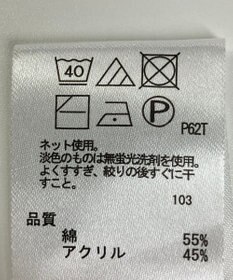 40
P
P62T
ネット使用。
淡色のものは無蛍光洗剤を使用。
よくすすぎ、絞りの後すぐに干
すこと。
103
品質
綿 55%
アクリル 45%